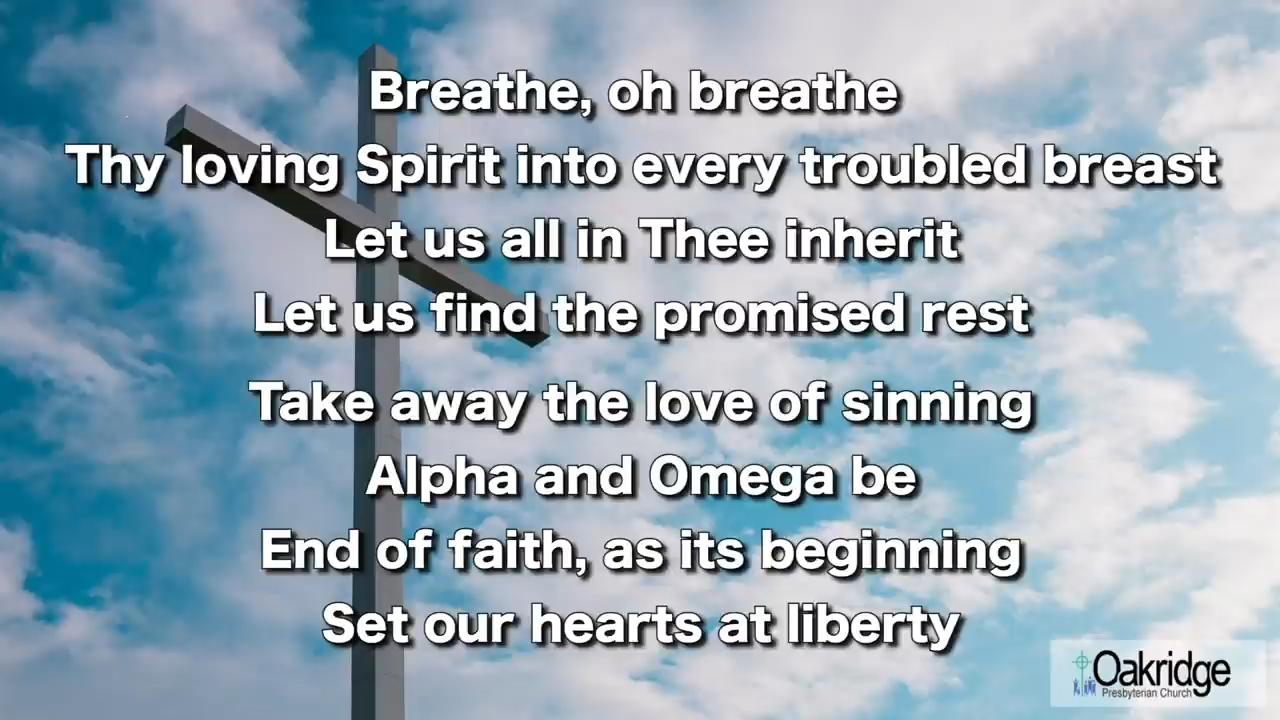 Breathe, oh breathe
Thy loving Spirit into every troubled breast
Let us all in Thee inherit
Let us find the promised rest
Take away the love of sinning
Alpha and Omega be
End of faith, as its beginning
Set our hearts at liberty
Oakridge
Presbyterian Church